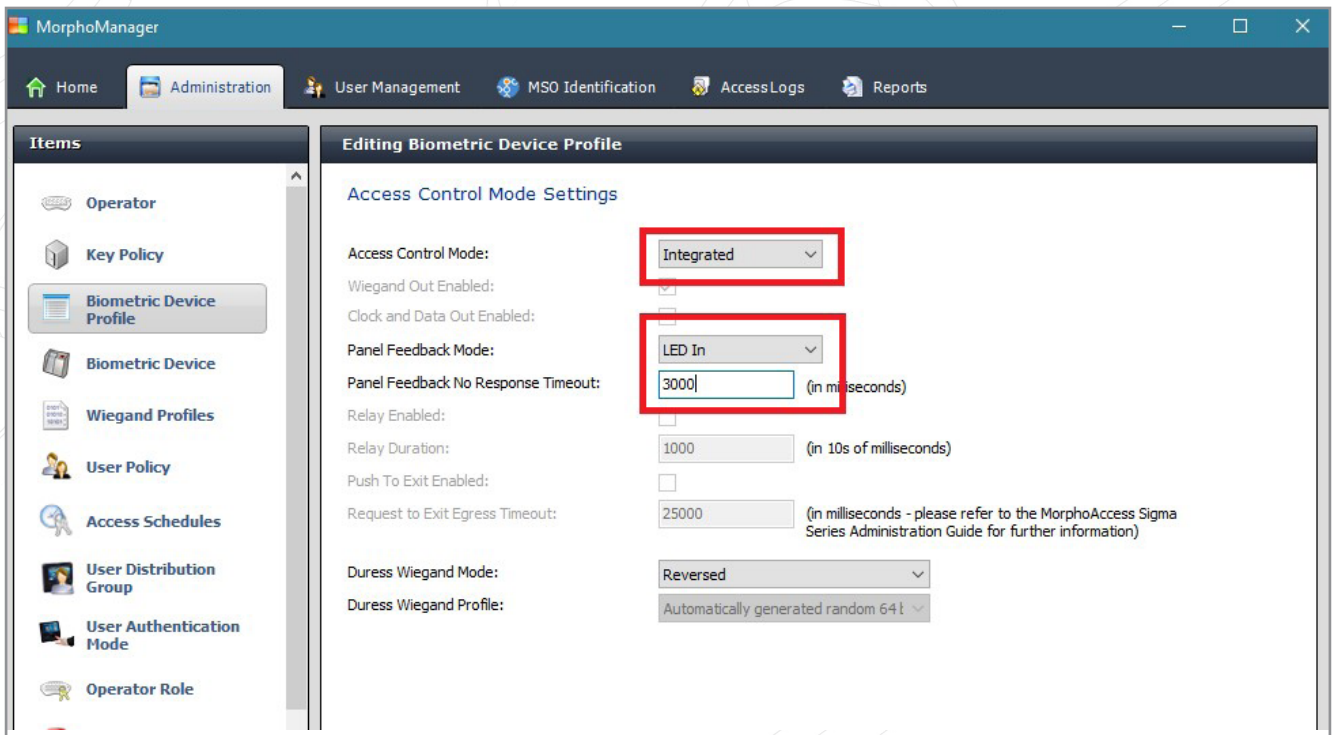 MorphoManager
Home Administration User Management MSO Identification Access Logs Reports
Items
Operator
Key Policy
Biometric Device
Profile
Biometric Device
Wiegand Profiles
User Policy
Access Schedules
User Distribution
Group
User Authentication
Mode
Operator Role
Editing Biometric Device Profile
Access Control Mode Settings
Access Control Mode: Integrated
Wiegand Out Enabled:
Clock and Data Out Enabled:
Panel Feedback Mode: LED In
Panel Feedback No Response Timeout: 3000 (in milliseconds)
Relay Enabled:
Relay Duration: 1000 (in 10s of milliseconds)
Push To Exit Enabled:
Request to Exit Egress Timeout: 25000 (in milliseconds - please refer to the MorphoAccess Sigma
Series Administration Guide for further information)
Duress Wiegand Mode: Reversed
Duress Wiegand Profile: Automatically generated random 64